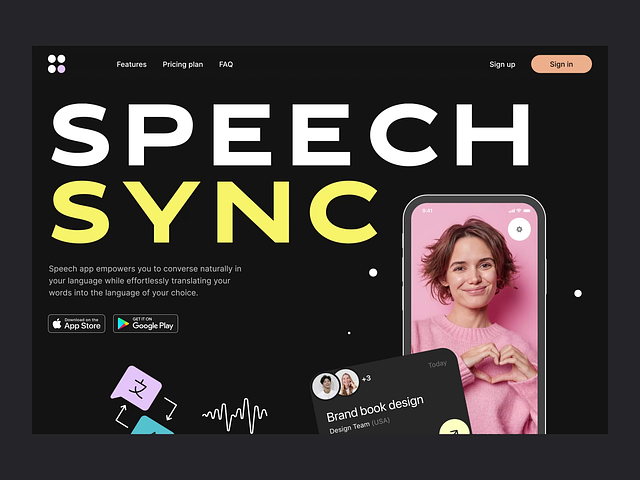 Features
Pricing plan
FAQ
Sign up
Sign in
SPEECH
SYNC
9:41
Speech app empowers you to converse naturally in
your language while effortlessly translating your
words into the language of your choice.
Download on the
App Store
GET IT ON
Google Play
文
+3
Today
Brand book design
Design Team (USA)